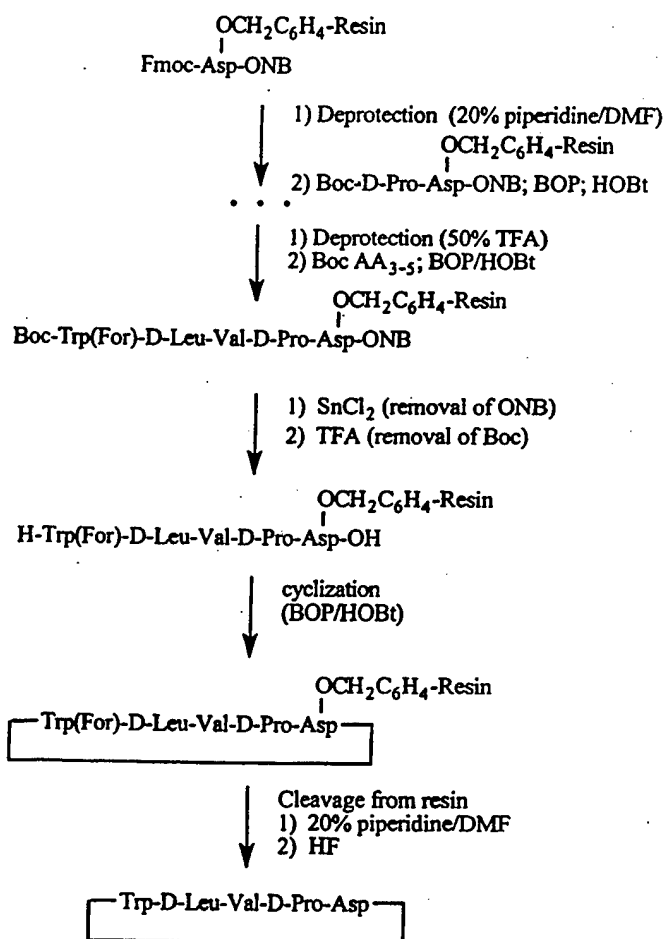 OCH2C6H4-Resin
Fmoc-Asp-ONB
1) Deprotection (20% piperidine/DMF)
OCH2C6H4-Resin
2) Boc-D-Pro-Asp-ONB; BOP; HOBt
• • •
1) Deprotection (50% TFA)
2) Boc AA3-5; BOP/HOBt
OCH2C6H4-Resin
Boc-Trp(For)-D-Leu-Val-D-Pro-Asp-ONB
1) SnCl2 (removal of ONB)
2) TFA (removal of Boc)
OCH2C6H4-Resin
H-Trp(For)-D-Leu-Val-D-Pro-Asp-OH
cyclization
(BOP/HOBt)
OCH2C6H4-Resin
Trp(For)-D-Leu-Val-D-Pro-Asp
Cleavage from resin
1) 20% piperidine/DMF
2) HF
Trp-D-Leu-Val-D-Pro-Asp